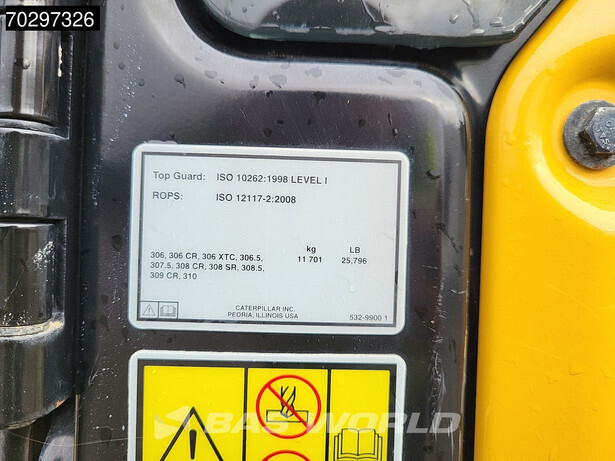 70297326
Top Guard: ISO 10262:1998 LEVEL I
ROPS: ISO 12117-2:2008
kg LB
306, 306 CR, 306 XTC, 306.5, 11 701 25,796
307.5, 308 CR, 308 SR, 308.5,
309 CR, 310
CATERPILLAR INC.
PEORIA, ILLINOIS USA
532-9900 1
BAS WORLD